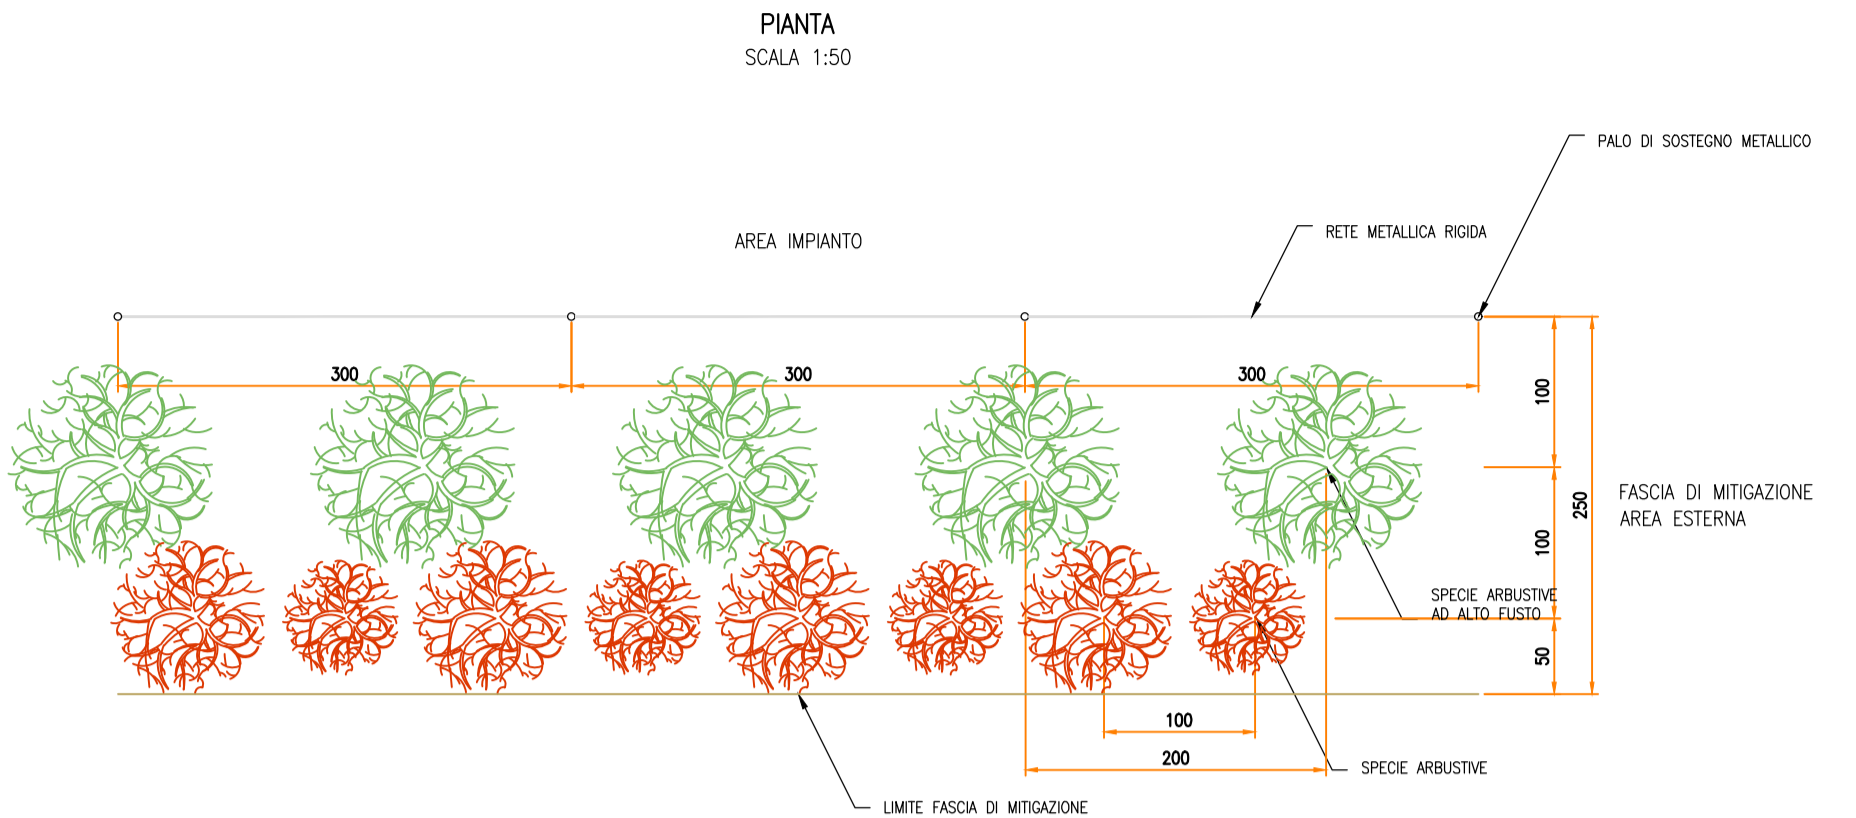 PIANTA
SCALA 1:50
PALO DI SOSTEGNO METALLICO
RETE METALLICA RIGIDA
AREA IMPIANTO
300
300
300
100
250
FASCIA DI MITIGAZIONE
AREA ESTERNA
100
SPECIE ARBUSTIVE
AD ALTO FUSTO
50
100
200
SPECIE ARBUSTIVE
LIMITE FASCIA DI MITIGAZIONE